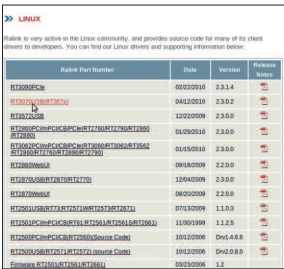 LINUX
Ralink is very active in the Linux community, and provides source code for many of its client
drivers to developers. You can find our Linux drivers and supporting information below:
Ralink Part Number Date Version Release Notes
RT3090PCIe 02/22/2010 2.3.1.4
RT3070USB(RT307x) 04/12/2010 2.3.0.2
RT3572USB 12/22/2009 2.3.0.0
RT2860PCI/mPCI/CB/PCIe(RT2760/RT2790/RT2860
/RT2890) 01/29/2010 2.3.0.0
RT3062PCI/mPCI/CB/PCIe(RT3060/RT3062/RT3562
/RT2860/RT2760/RT2890/RT2790) 01/15/2010 2.3.0.0
RT2860WebUI 09/18/2009 2.2.0.0
RT2870USB(RT2870/RT2770) 12/04/2009 2.3.0.0
RT2870WebUI 08/20/2009 2.2.0.0
RT2501USB(RT73:RT2571W/RT2573/RT2671) 07/13/2009 1.1.0.3
RT2501PCI/mPCI/CB(RT61:RT2561/RT2561S/RT2661) 11/30/1999 1.1.2.5
RT2500PCI/mPCI/CB(RT2560)(Source Code) 10/12/2006 Drv1.4.6.8
RT2500USB(RT2571/RT2572) (source Code) 10/12/2006 Drv2.0.8.0
Firmware RT2501(RT2561/RT2661) 03/23/2006 1.2